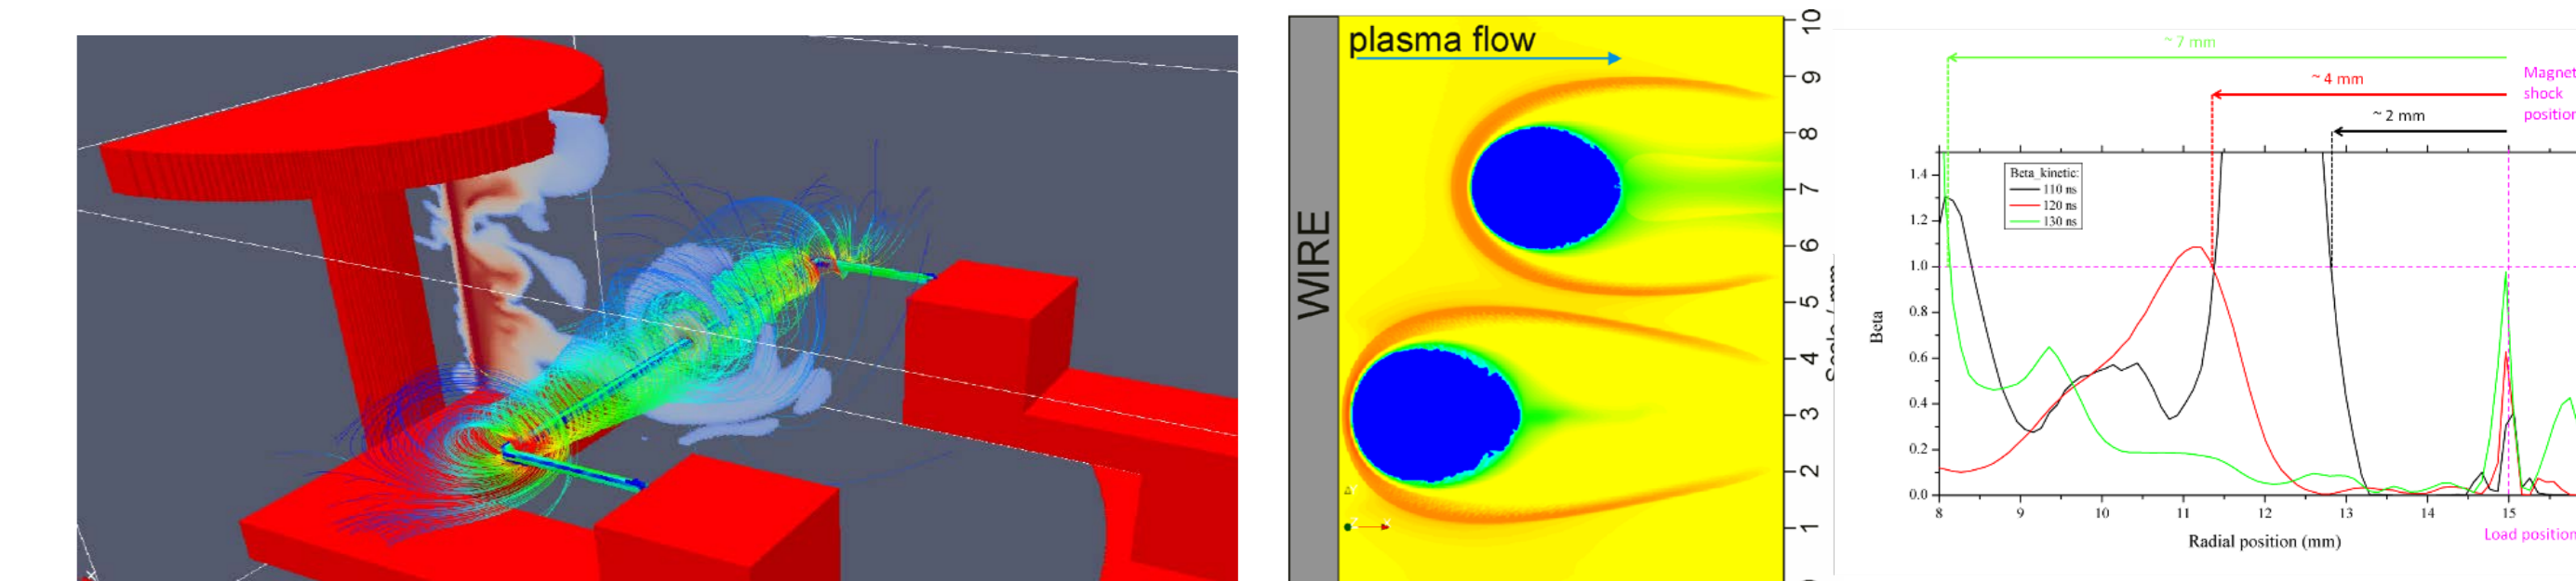 plasma flow
WIRE
10
9
8
7
6
5
4
3
2
1
~ 7 mm
~ 4 mm
~ 2 mm
shock
Beta_kinetic:
110 ns
120 ns
130 ns
1.4
1.2
1.0
0.8
0.6
0.4
0.2
0.0
Beta
8 9 10 11 12 13 14 15
Radial position (mm)
Load position